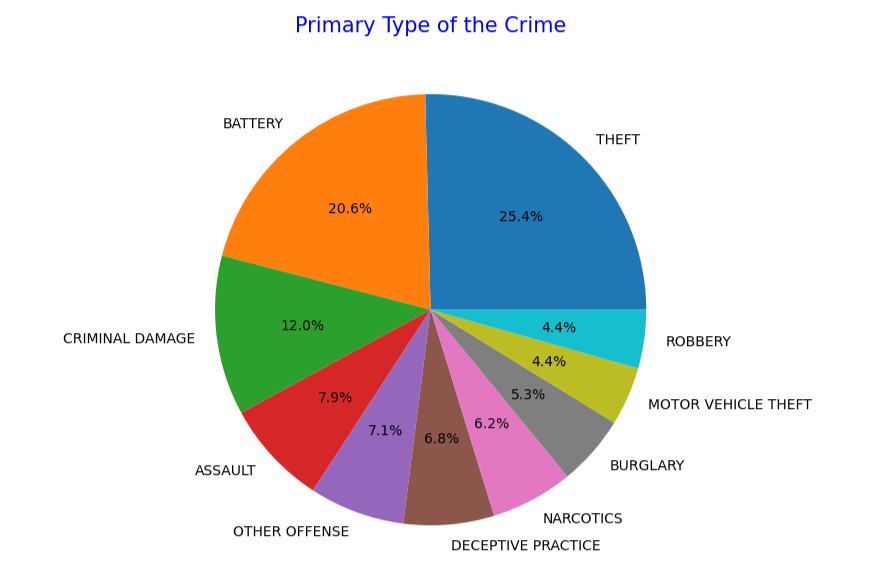 Primary Type of the Crime
THEFT
25.4%
BATTERY
20.6%
CRIMINAL DAMAGE
12.0%
ASSAULT
7.9%
OTHER OFFENSE
7.1%
DECEPTIVE PRACTICE
6.8%
NARCOTICS
6.2%
BURGLARY
5.3%
MOTOR VEHICLE THEFT
4.4%
ROBBERY
4.4%